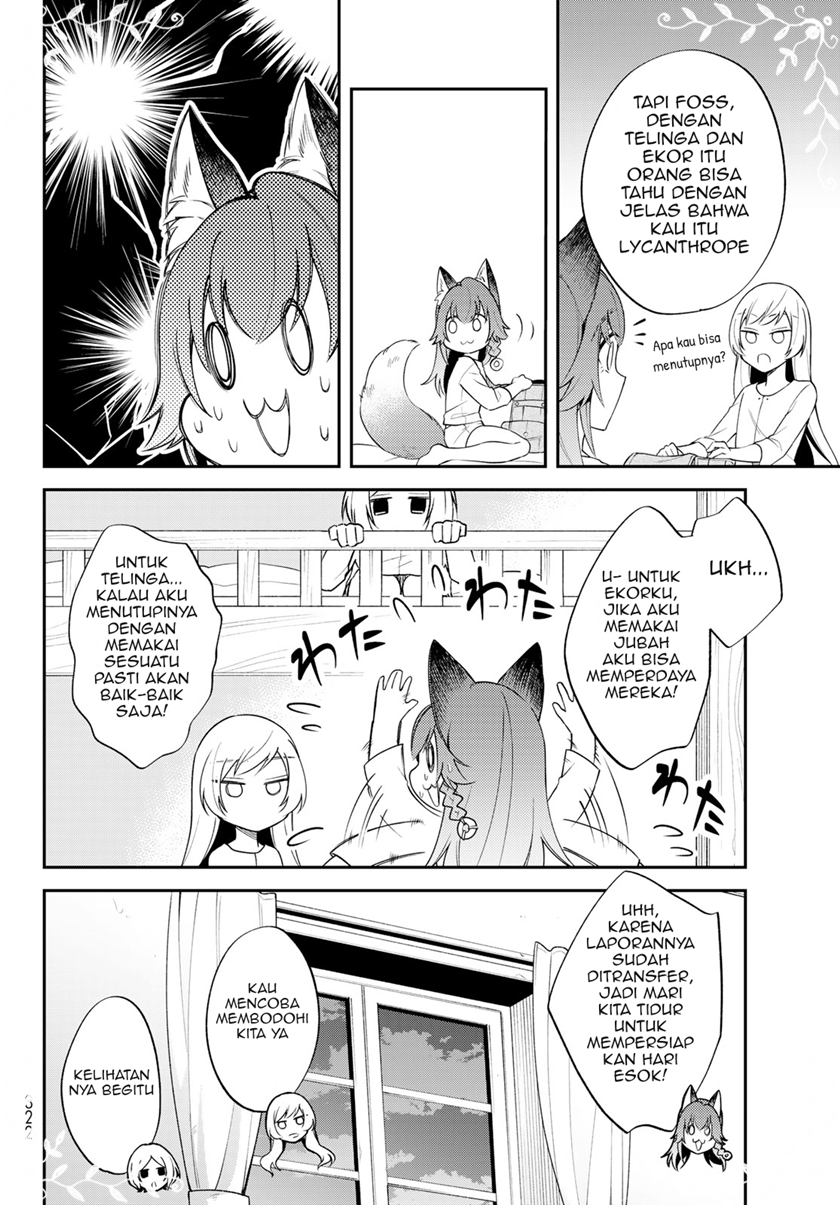 TAPI FOSS,
DENGAN
TELINGA DAN
EKOR ITU
ORANG BISA
TAHU DENGAN
JELAS BAHWA
KAU ITU
LYCANTHROPE
Apa kau bisa
menutupnya?
UKH...
U- UNTUK
EKORKU,
JIKA AKU
MEMAKAI
JUBAH
AKU BISA
MEMPERDAYA
MEREKA!
わた
わた
わた
UNTUK
TELINGA...
KALAU AKU
MENUTUPINYA
DENGAN
MEMAKAI
SESUATU
PASTI AKAN
BAIK-BAIK
SAJA!
UHH,
KARENA
LAPORANNYA
SUDAH
DITRANSFER,
JADI MARI
KITA TIDUR
UNTUK
MEMPERSIAP
KAN HARI
ESOK!
KAU
MENCOBA
MEMBODOHI
KITA YA
KELIHATAN
NYA BEGITU